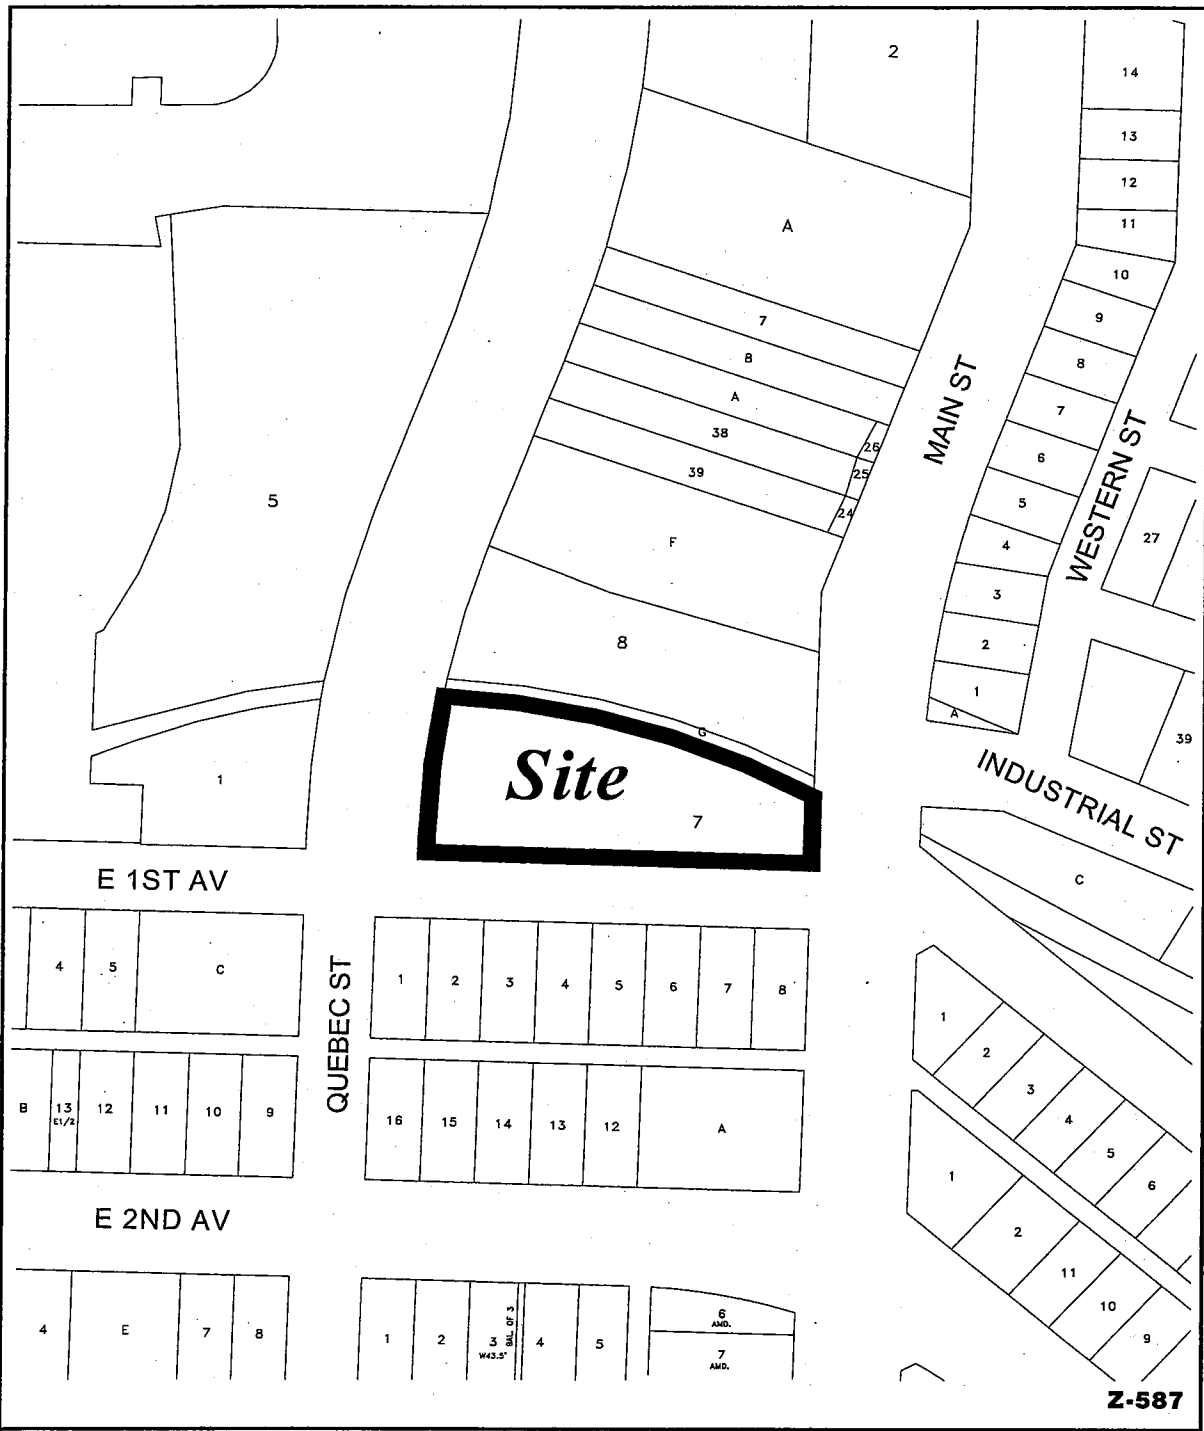 2
14
13
12
11
10
9
8
7
6
5
4
3
2
1
A
A
7
8
A
38
39
26
25
24
F
8
G
5
1
MAIN ST
WESTERN ST
27
39
INDUSTRIAL ST
C
Site
7
E 1ST AV
4 5 C
QUEBEC ST
1 2 3 4 5 6 7 8
B 13 12 11 10 9
E1/2
16 15 14 13 12 A
1
2
3
4
5
6
1
2
11
10
9
E 2ND AV
4 E 7 8
1 2 3 4 5
W43.5'
BAL. OF 3
6
AMD.
7
AMD.
Z-587